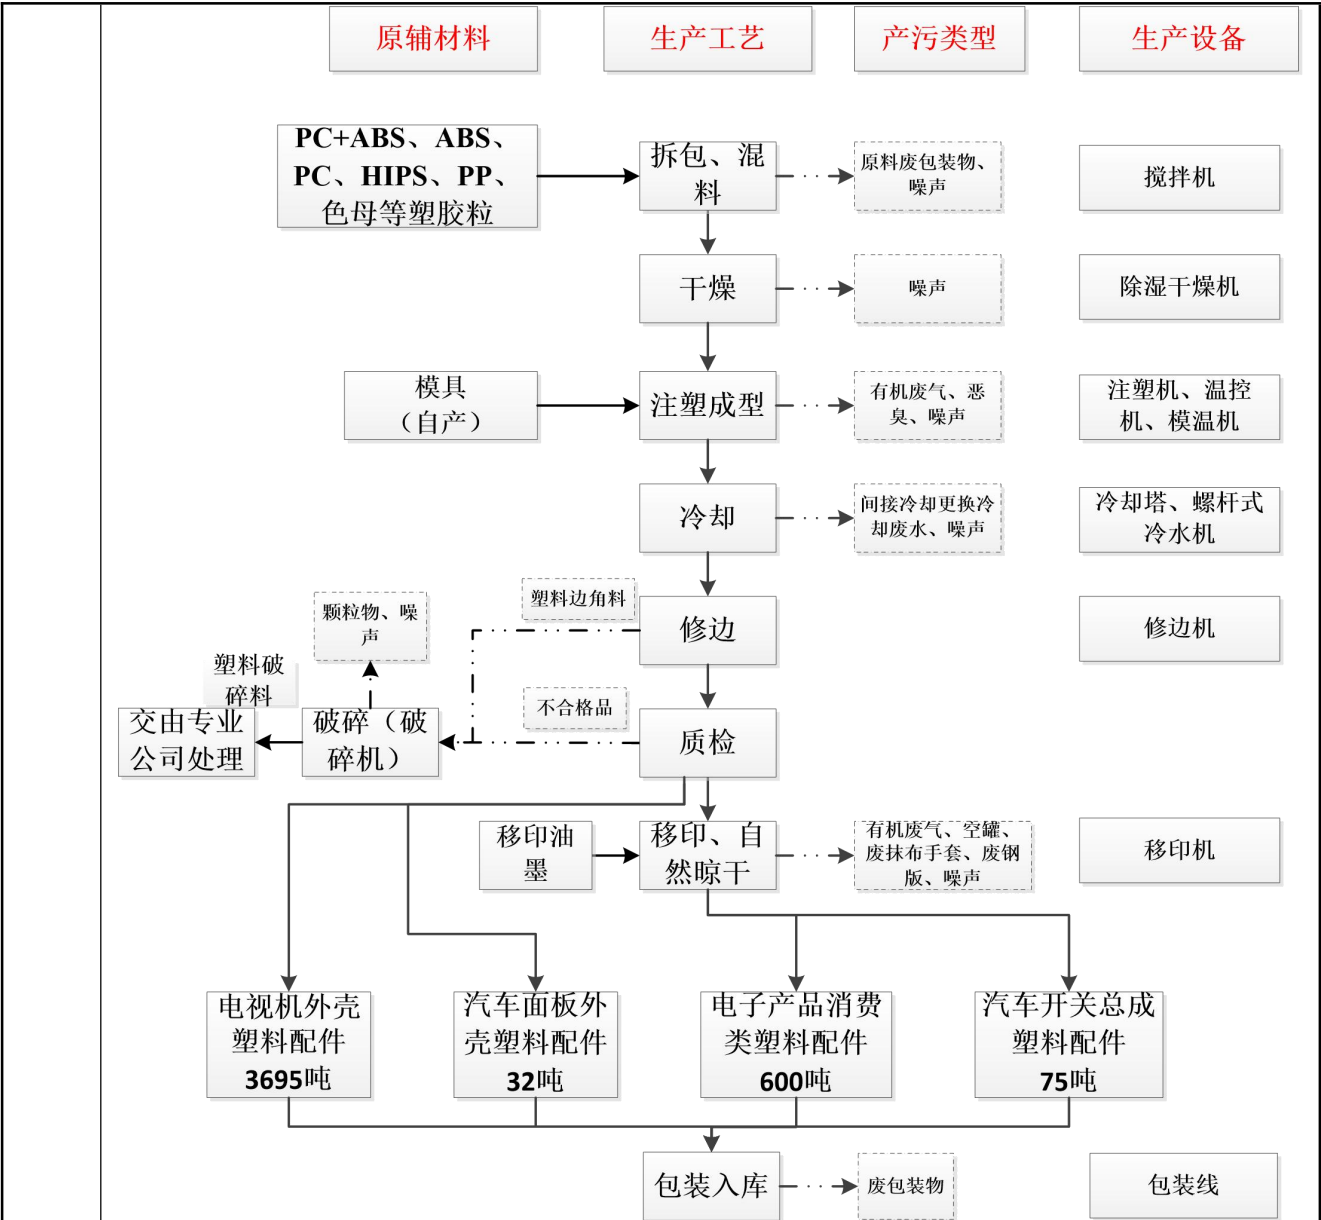 原辅材料
生产工艺
产污类型
生产设备
PC+ABS、ABS、
PC、HIPS、PP、
色母等塑胶粒
拆包、混
料
原料废包装物、
噪声
搅拌机
干燥
噪声
除湿干燥机
模具
（自产）
注塑成型
有机废气、恶
臭、噪声
注塑机、温控
机、模温机
冷却
间接冷却更换冷
却废水、噪声
冷却塔、螺杆式
冷水机
塑料边角料
修边
修边机
颗粒物、噪
声
塑料破
碎料
不合格品
交由专业
公司处理
破碎（破
碎机）
质检
移印油
墨
移印、自
然晾干
有机废气、空罐、
废抹布手套、废钢
版、噪声
移印机
电视机外壳
塑料配件
3695吨
汽车面板外
壳塑料配件
32吨
电子产品消费
类塑料配件
600吨
汽车开关总成
塑料配件
75吨
包装入库
废包装物
包装线